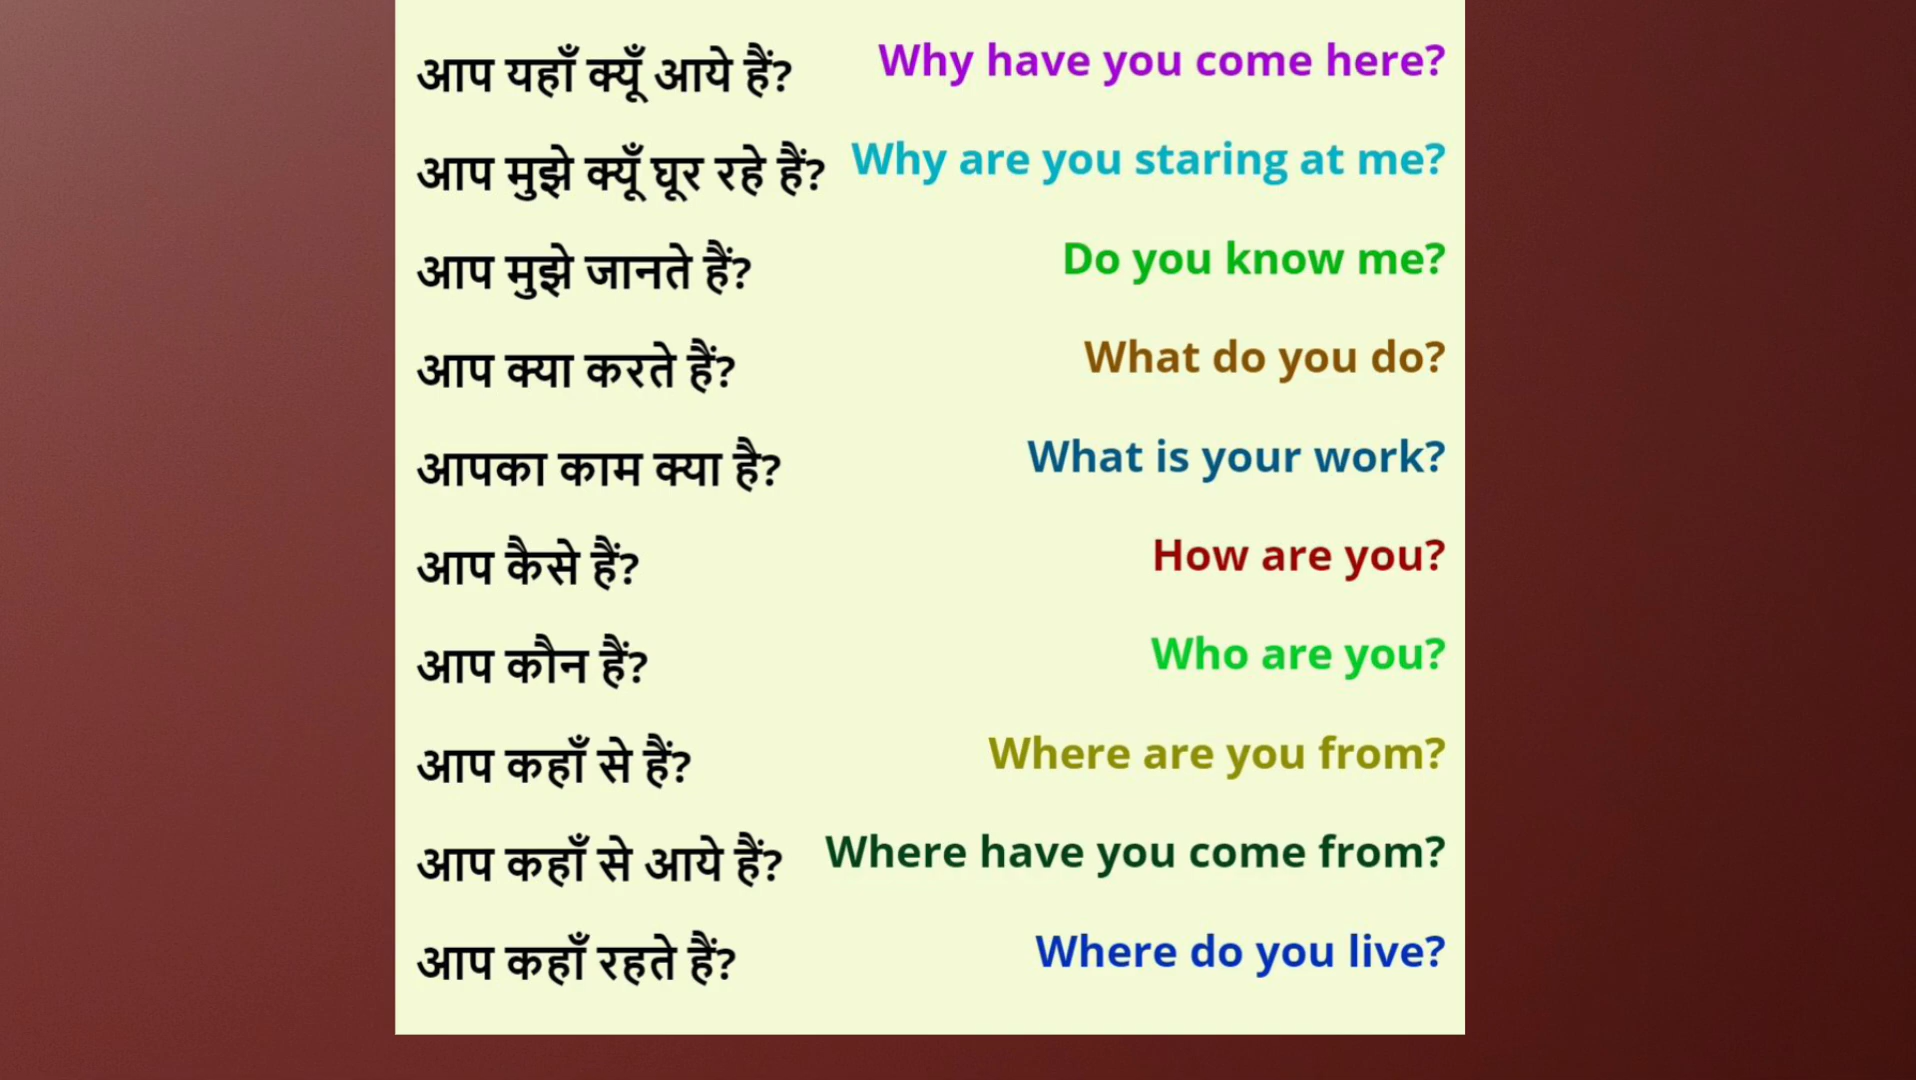 आप यहाँ क्यूँ आये हैं? Why have you come here?
आप मुझे क्यूँ घूर रहे हैं? Why are you staring at me?
आप मुझे जानते हैं? Do you know me?
आप क्या करते हैं? What do you do?
आपका काम क्या है? What is your work?
आप कैसे हैं? How are you?
आप कौन हैं? Who are you?
आप कहाँ से हैं? Where are you from?
आप कहाँ से आये हैं? Where have you come from?
आप कहाँ रहते हैं? Where do you live?